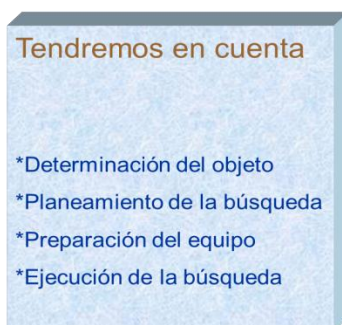 Tendremos en cuenta
*Determinación del objeto
*Planeamiento de la búsqueda
*Preparación del equipo
*Ejecución de la búsqueda